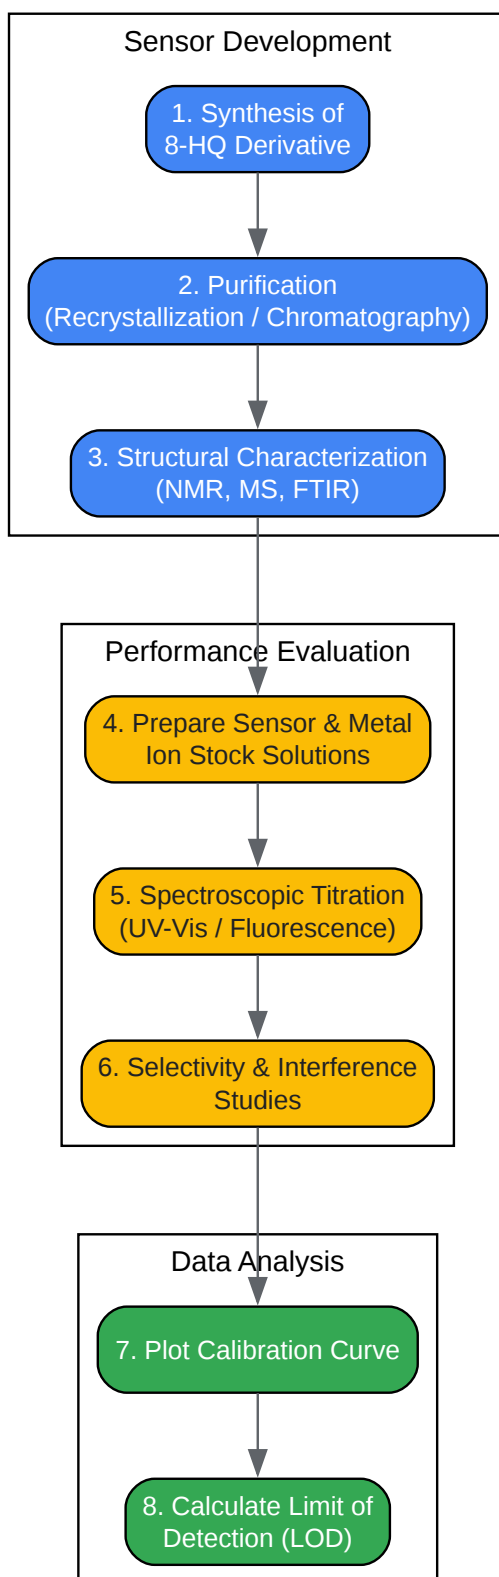 Sensor Development
1. Synthesis of
8-HQ Derivative
2. Purification
(Recrystallization / Chromatography)
3. Structural Characterization
(NMR, MS, FTIR)
Performance Evaluation
4. Prepare Sensor & Metal
Ion Stock Solutions
5. Spectroscopic Titration
(UV-Vis / Fluorescence)
6. Selectivity & Interference
Studies
Data Analysis
7. Plot Calibration Curve
8. Calculate Limit of
Detection (LOD)